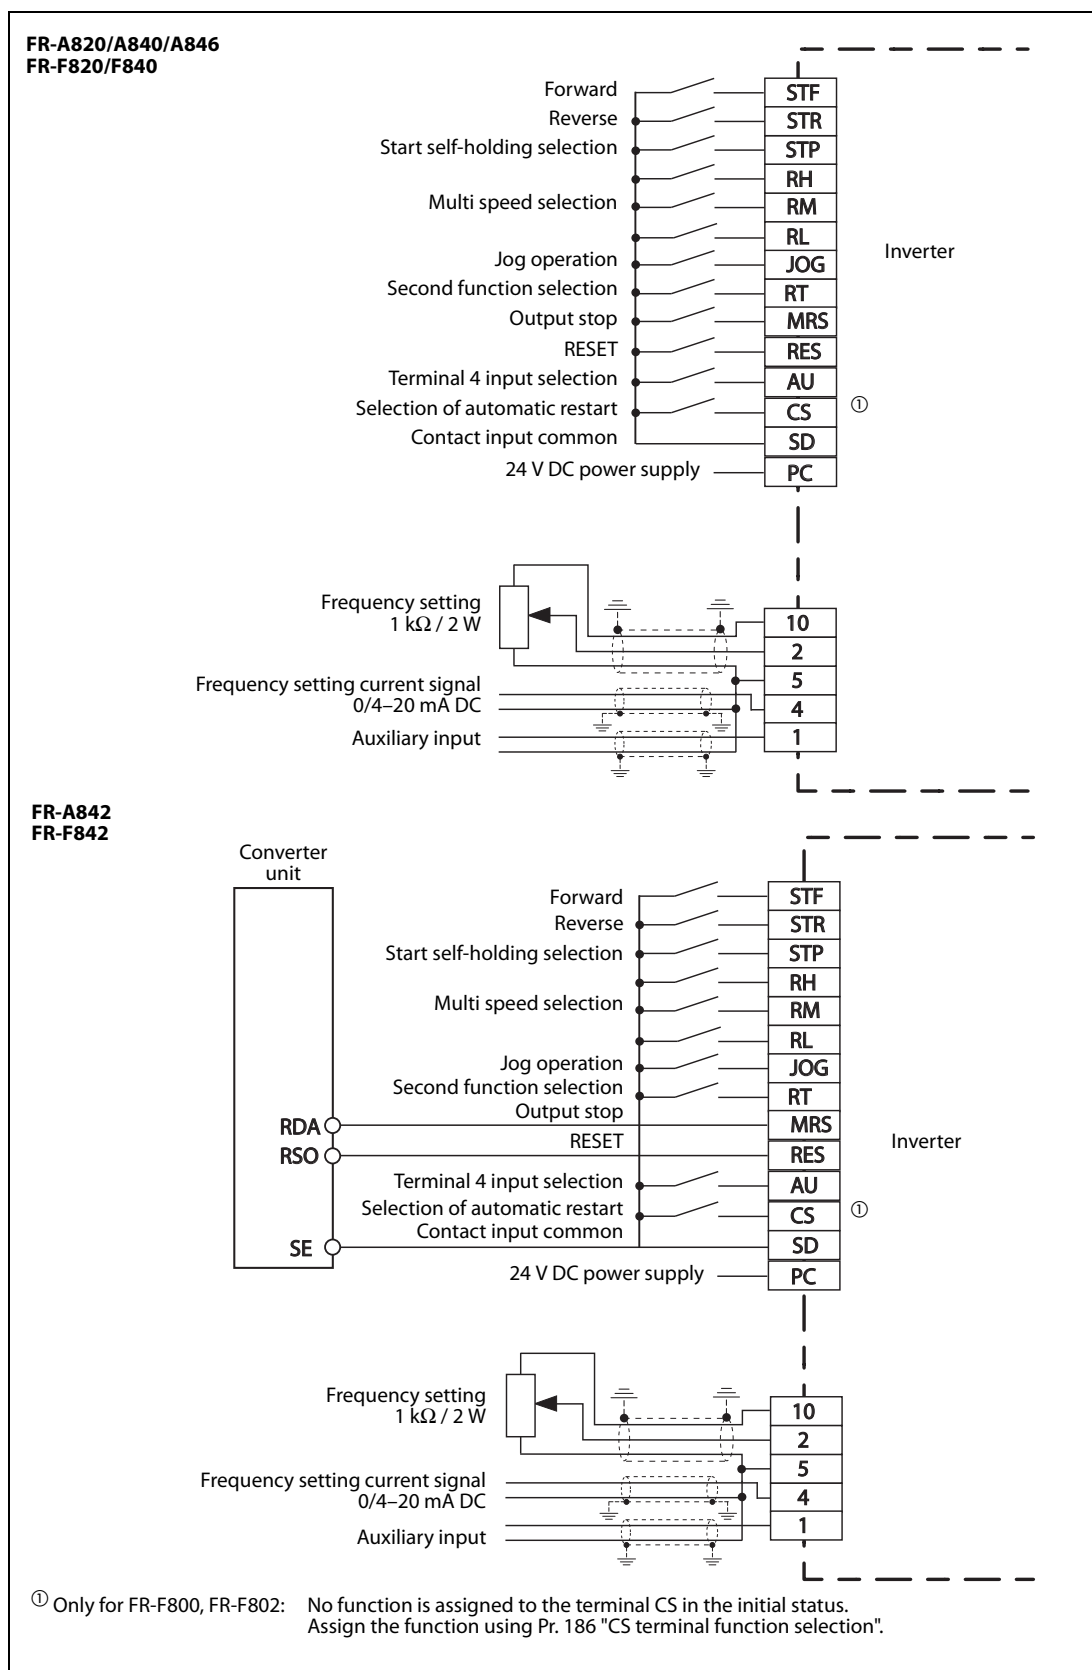 FR-A820/A840/A846
FR-F820/F840
Forward STF
Reverse STR
Start self-holding selection STP
RH
Multi speed selection RM
RL
Jog operation JOG
Second function selection RT
Output stop MRS
RESET RES
Terminal 4 input selection AU
Selection of automatic restart CS ①
Contact input common SD
24 V DC power supply PC
Inverter
Frequency setting
1 kΩ / 2 W
10
2
5
Frequency setting current signal
0/4–20 mA DC
4
Auxiliary input 1
FR-A842
FR-F842
Converter
unit
Forward STF
Reverse STR
Start self-holding selection STP
RH
Multi speed selection RM
RL
Jog operation JOG
Second function selection RT
Output stop
RDA MRS
RESET
RSO RES
Inverter
Terminal 4 input selection AU
Selection of automatic restart CS ①
Contact input common
SE SD
24 V DC power supply PC
Frequency setting
1 kΩ / 2 W
10
2
5
Frequency setting current signal
0/4–20 mA DC
4
Auxiliary input 1
① Only for FR-F800, FR-F802: No function is assigned to the terminal CS in the initial status.
Assign the function using Pr. 186 "CS terminal function selection".